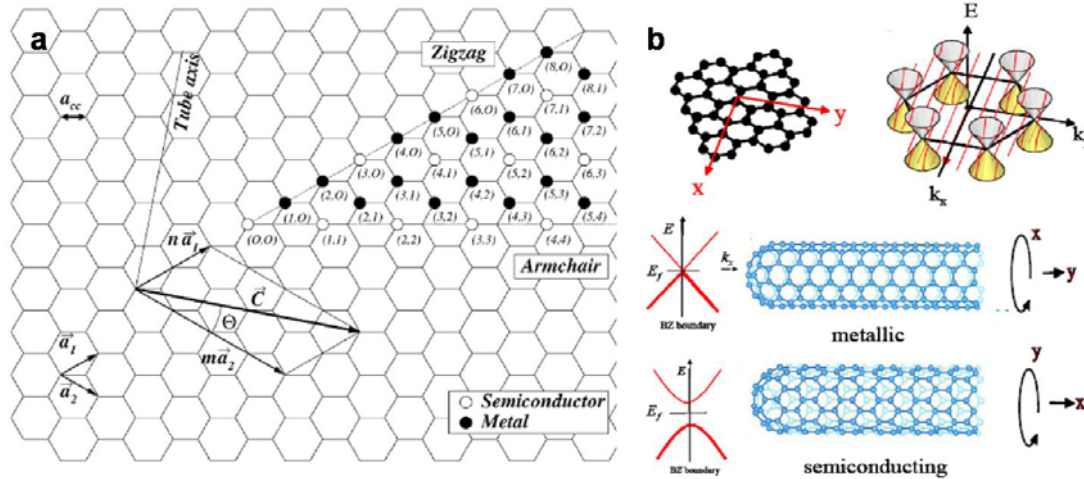 a
Zigzag
(8,0)
(7,0)
(8,1)
a_cc
Tube axis
(6,0)
(7,1)
(5,0)
(6,1)
(7,2)
(4,0)
(5,1)
(6,2)
(3,0)
(4,1)
(5,2)
(6,3)
(2,0)
(3,1)
(4,2)
(5,3)
(1,0)
(2,1)
(3,2)
(4,3)
(5,4)
(0,0)
(1,1)
(2,2)
(3,3)
(4,4)
n a⃗₁
Armchair
C⃗
Θ
ma⃗₂
a⃗₁
a⃗₂
Semiconductor
Metal
b
E
y
x
k_x
E
E_f
BZ boundary
x
y
metallic
E
E_f
BZ boundary
y
x
semiconducting